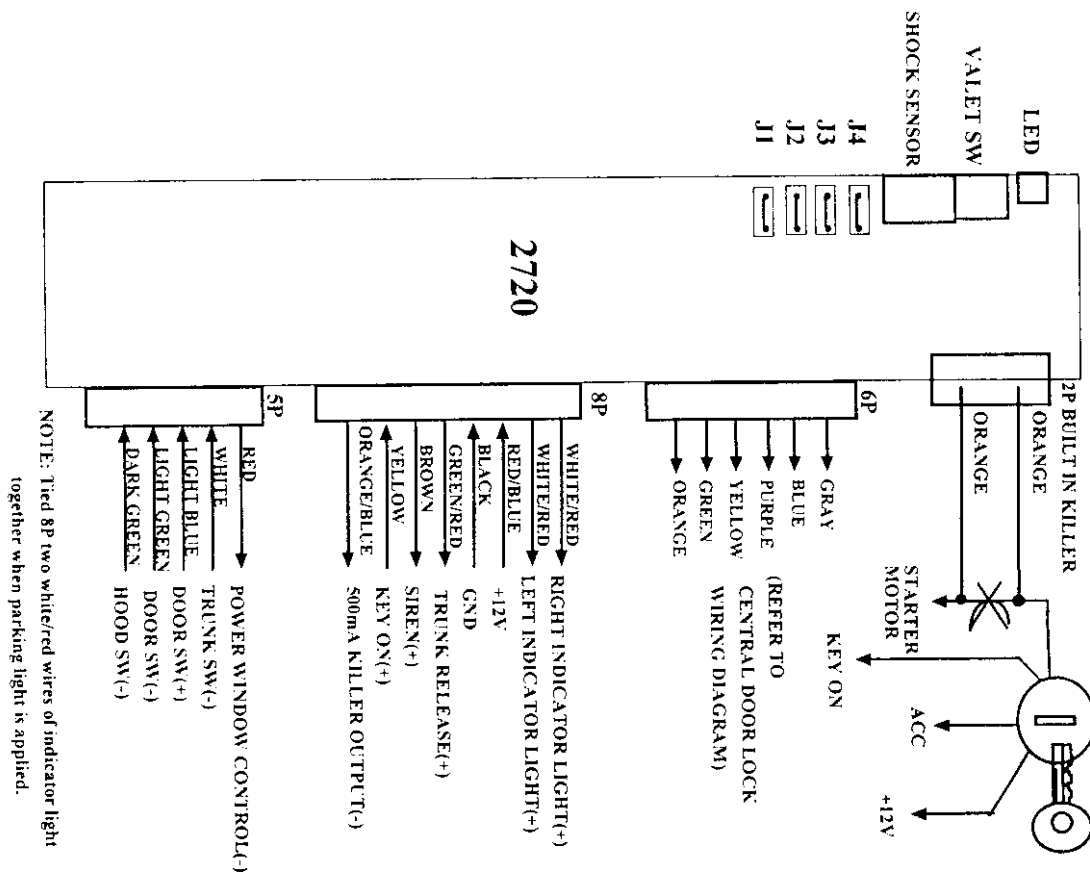 LED
VALET SW
SHOCK SENSOR
J4
J3
J2
J1
2720
2P BUILT IN KILLER
ORANGE
ORANGE
STARTER
MOTOR
KEY ON
ACC
+12V
6P
GRAY
BLUE
PURPLE
YELLOW
GREEN
ORANGE
(REFER TO
CENTRAL DOOR LOCK
WIRING DIAGRAM)
8P
WHITE/RED RIGHT INDICATOR LIGHT(+)
WHITE/RED LEFT INDICATOR LIGHT(+)
RED/BLUE +12V
BLACK GND
GREEN/RED TRUNK RELEASE(+)
BROWN SIREN(+)
YELLOW KEY ON(+)
ORANGE/BLUE 500mA KILLER OUTPUT(-)
5P
RED POWER WINDOW CONTROL(-)
WHITE TRUNK SW(-)
LIGHT BLUE DOOR SW(+)
LIGHT GREEN DOOR SW(-)
DARK GREEN HOOD SW(-)
NOTE: Tied 8P two white/red wires of indicator light
together when parking light is applied.